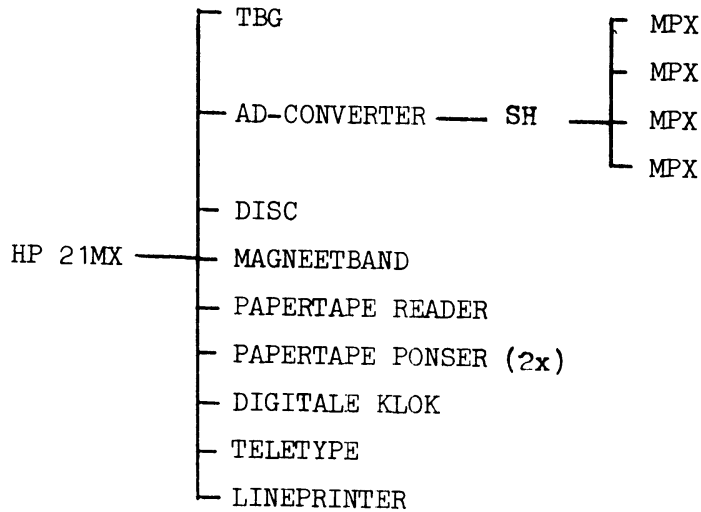 TBG
MPX
MPX
AD-CONVERTER SH MPX
MPX
DISC
HP 21MX MAGNEETBAND
PAPERTAPE READER
PAPERTAPE PONSER (2x)
DIGITALE KLOK
TELETYPE
LINEPRINTER